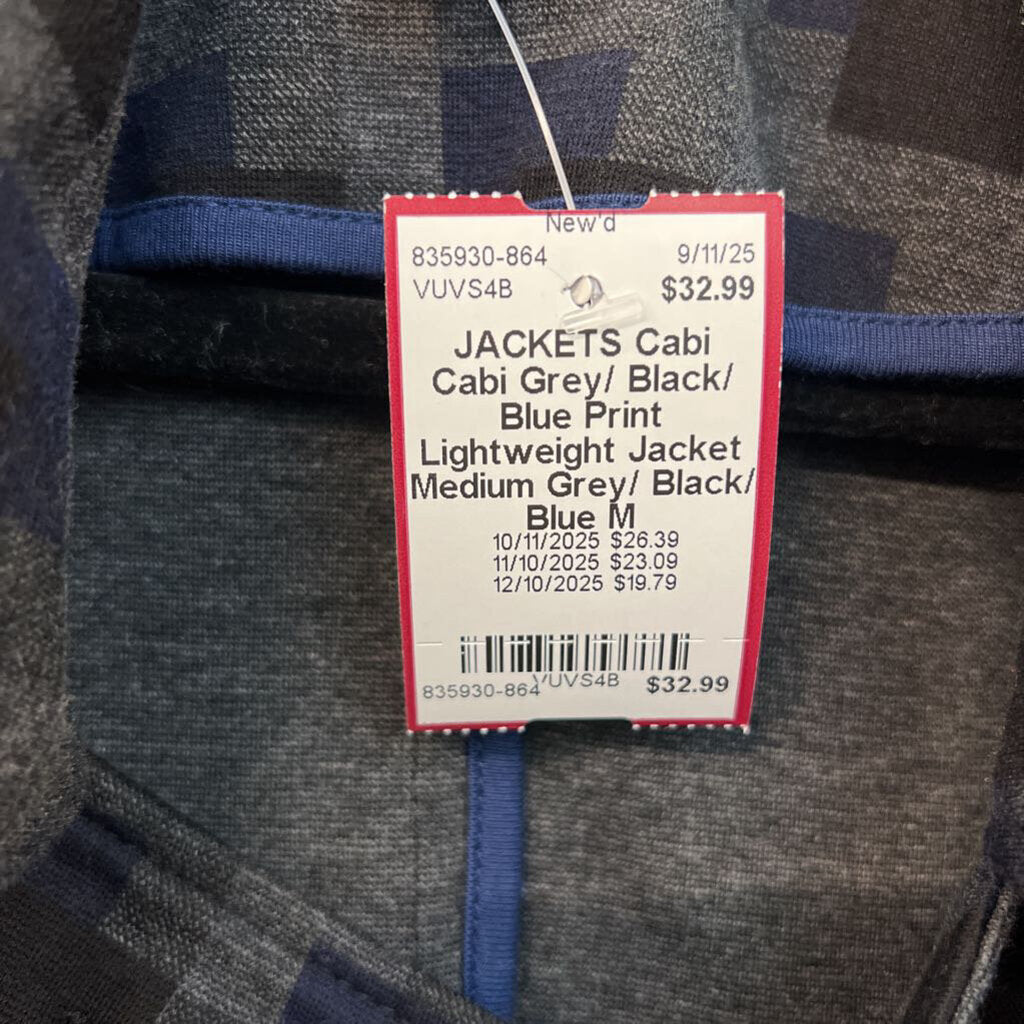 New'd
835930-864 9/11/25
VUVS4B $32.99
JACKETS Cabi
Cabi Grey/ Black/
Blue Print
Lightweight Jacket
Medium Grey/ Black/
Blue M
10/11/2025 $26.39
11/10/2025 $23.09
12/10/2025 $19.79
835930-864 VUVS4B $32.99